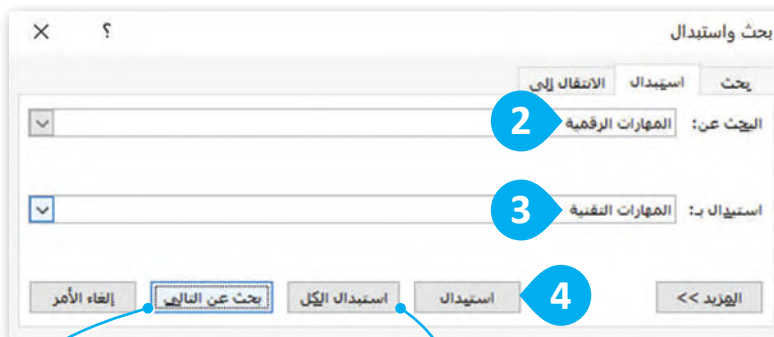 بحث واستبدال
؟
بحث استبدال الانتقال إلى
البحث عن: المهارات الرقمية 2
استبدال بـ: المهارات التقنية 3
المزيد >> 4 استبدال استبدال الكل بحث عن التالي إلغاء الأمر